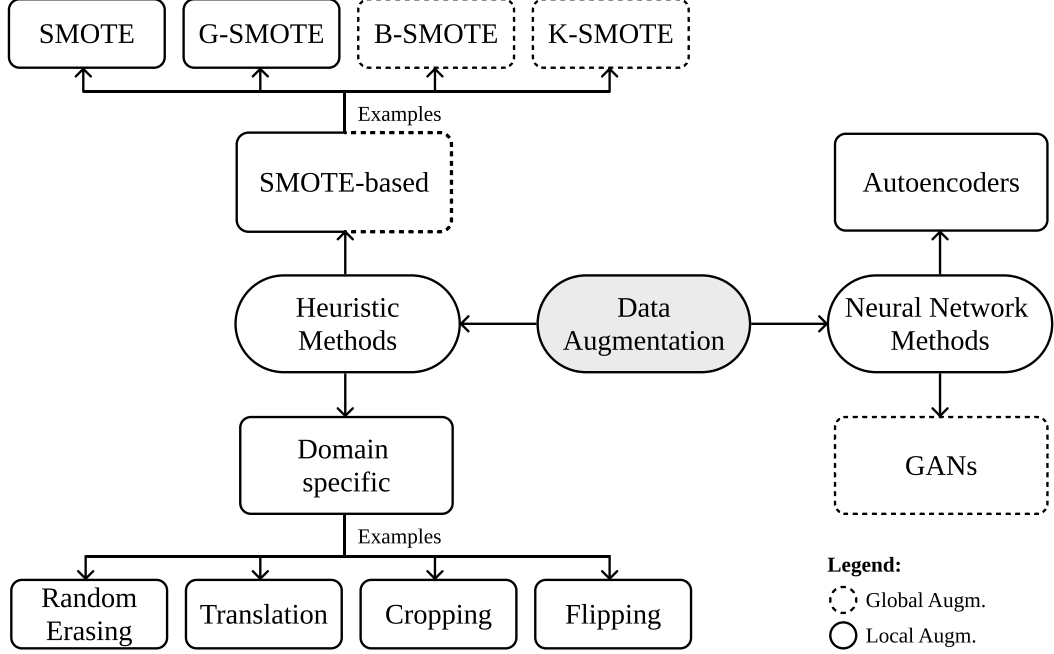 SMOTE
G-SMOTE
B-SMOTE
K-SMOTE
Examples
SMOTE-based
Autoencoders
Heuristic
Methods
Data
Augmentation
Neural Network
Methods
Domain
specific
GANs
Examples
Random
Erasing
Translation
Cropping
Flipping
Legend:
Global Augm.
Local Augm.